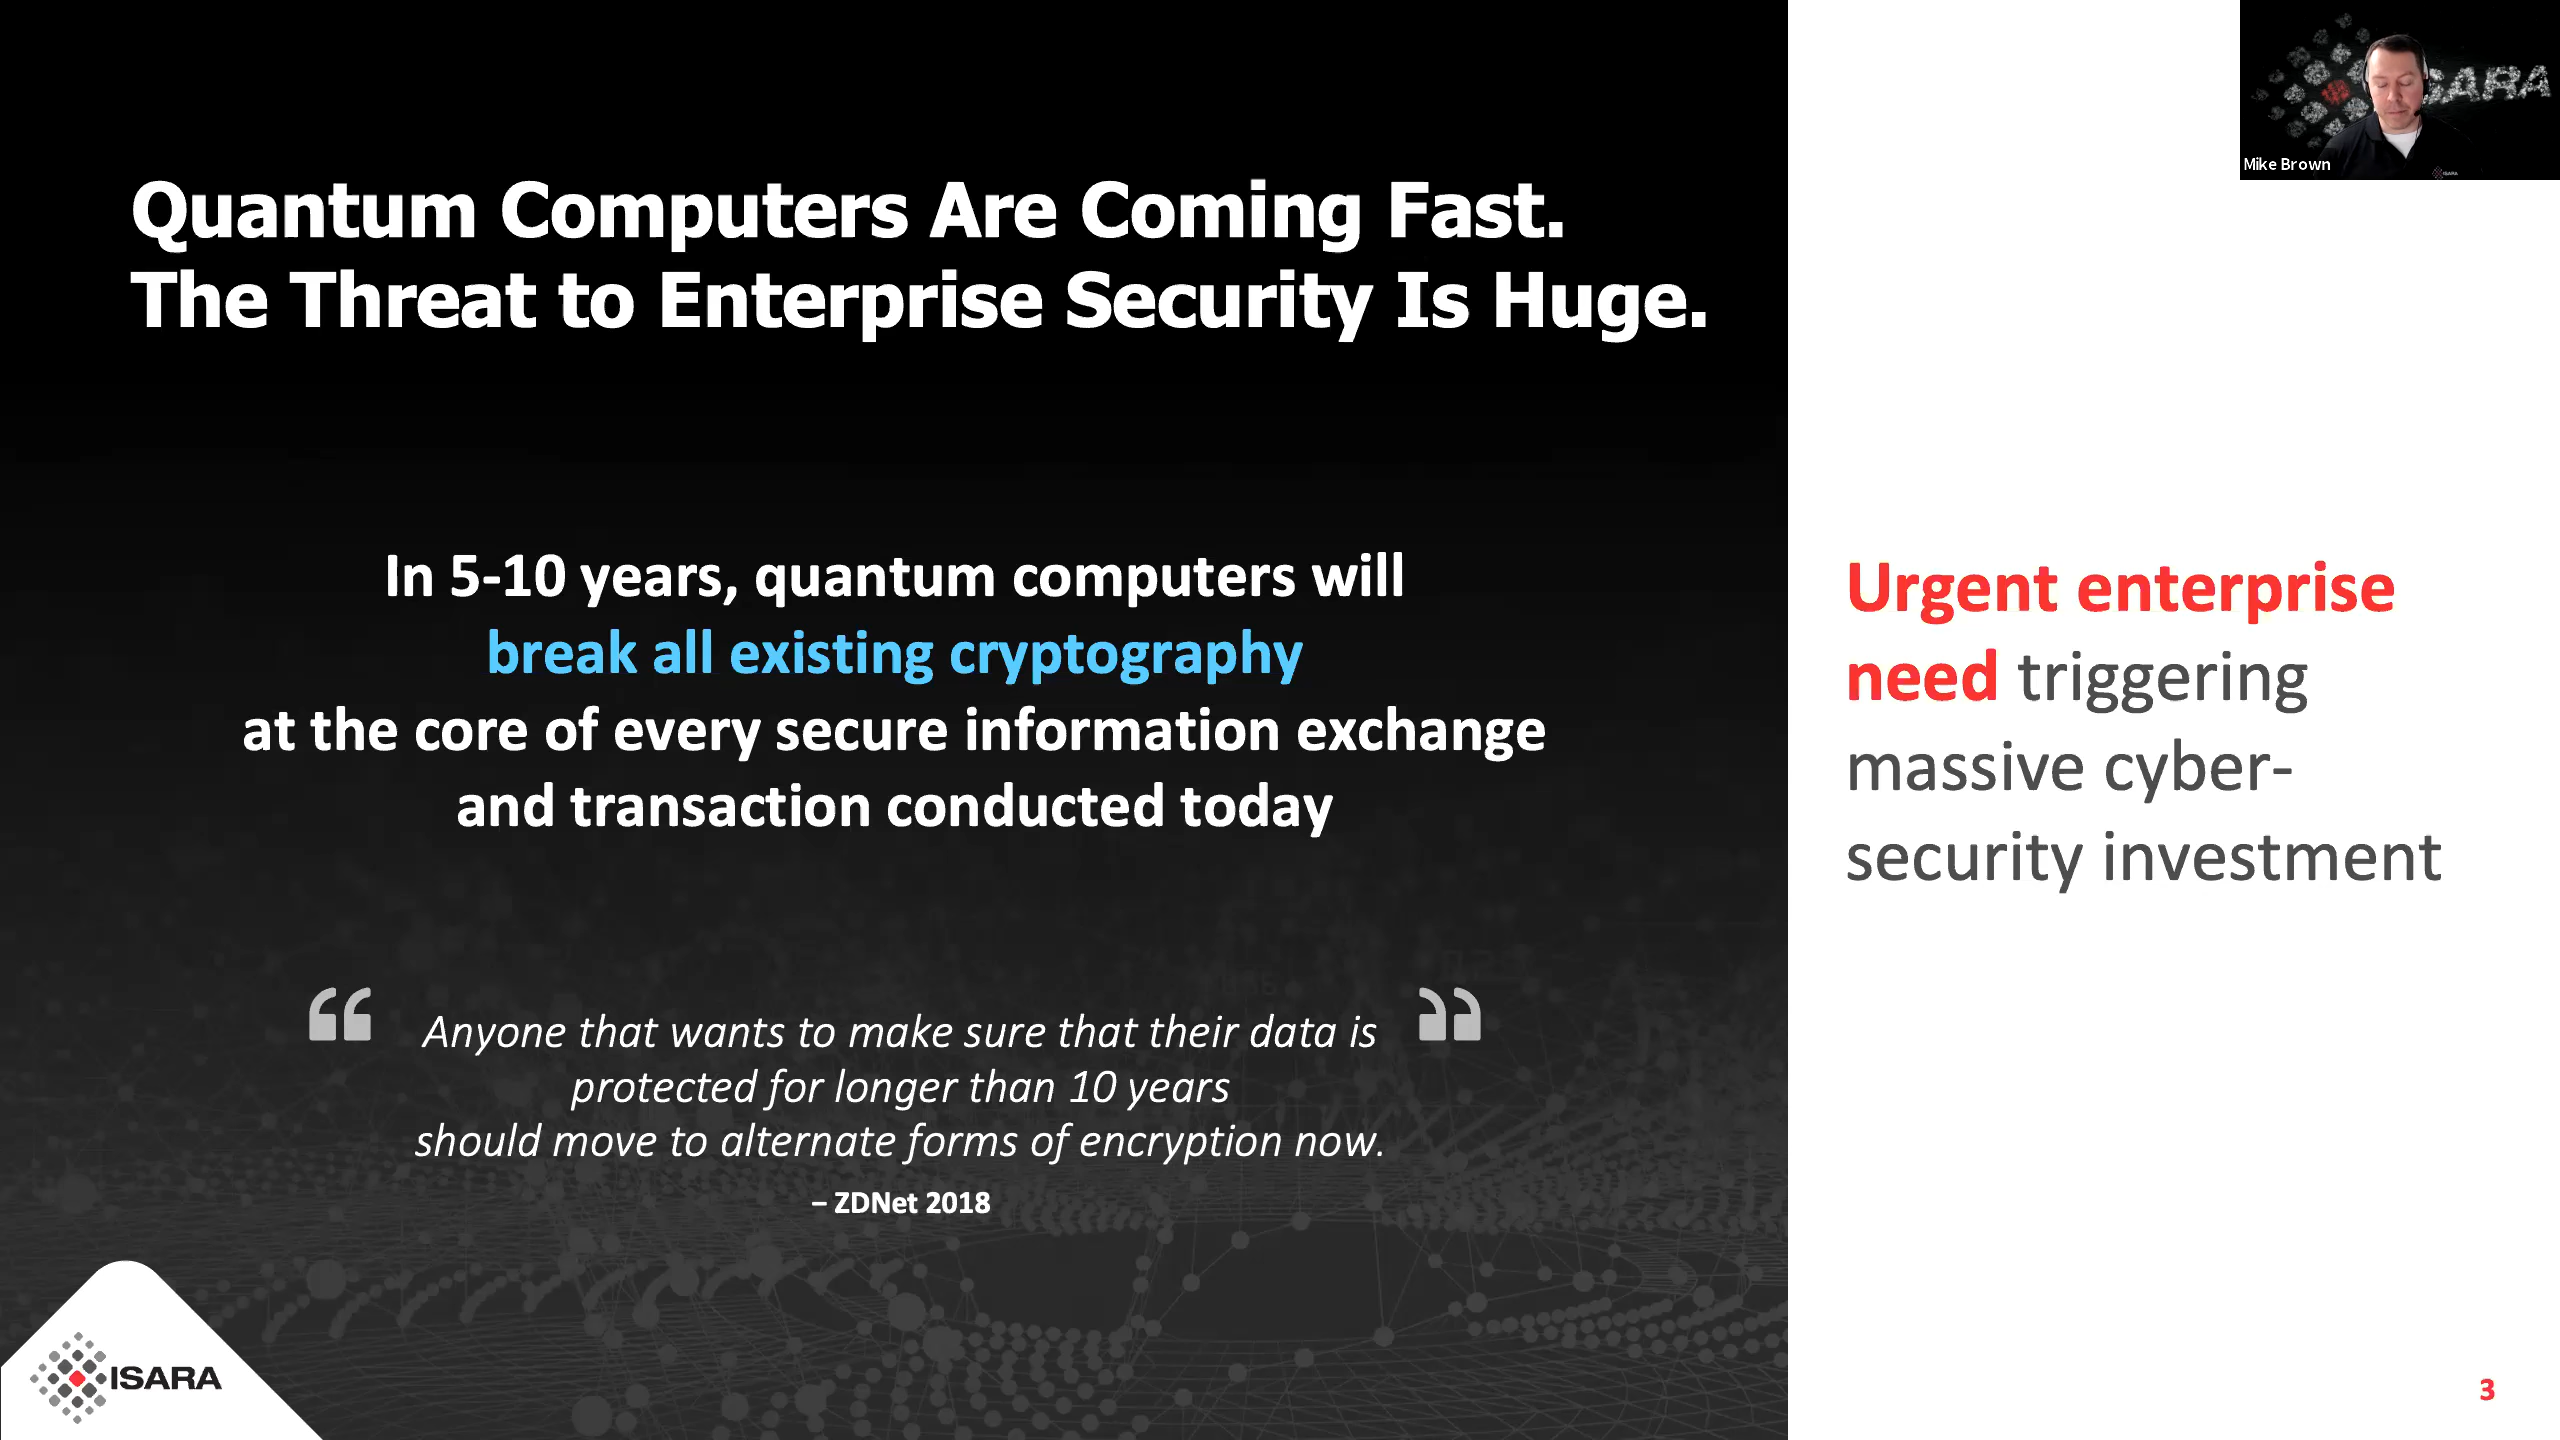 Quantum Computers Are Coming Fast.
The Threat to Enterprise Security Is Huge.
In 5-10 years, quantum computers will
break all existing cryptography
at the core of every secure information exchange
and transaction conducted today
“ Anyone that wants to make sure that their data is ”
protected for longer than 10 years
should move to alternate forms of encryption now.
– ZDNet 2018
ISARA
Urgent enterprise
need triggering
massive cyber-
security investment
3
ISARA
Mike Brown